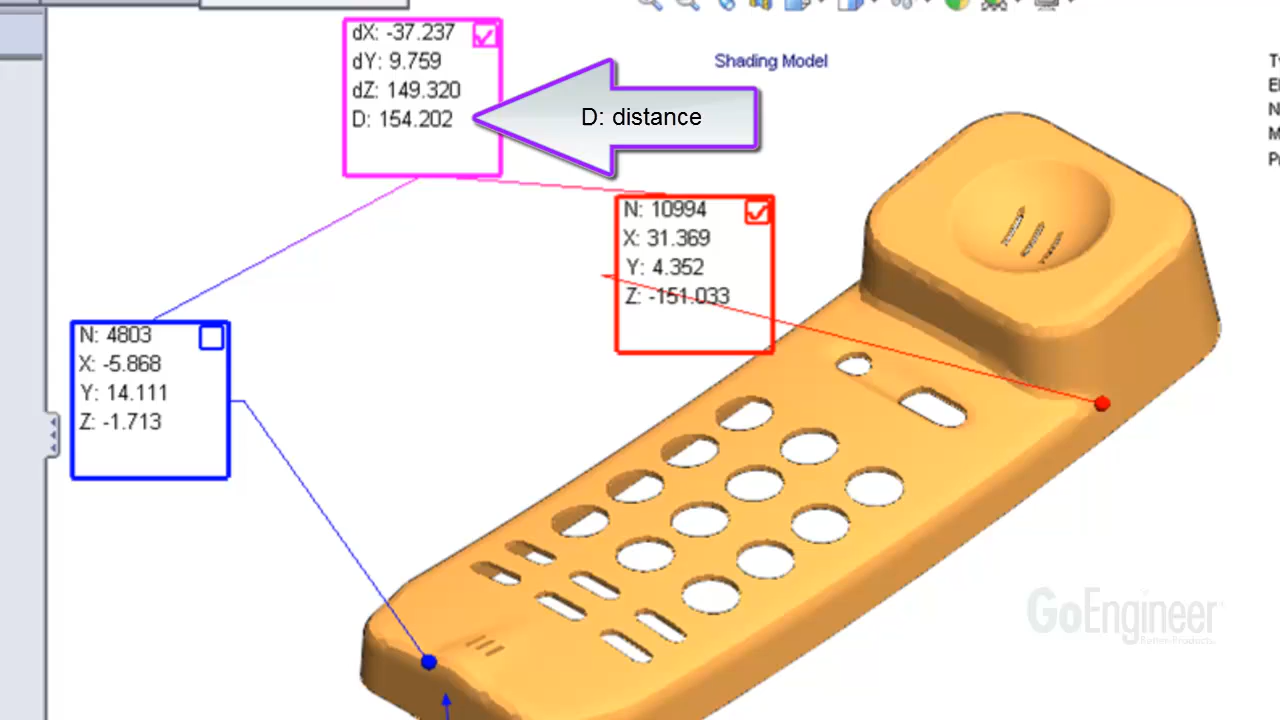 dX: -37.237
dY: 9.759
dZ: 149.320
D: 154.202
D: distance
Shading Model
N: 10994
X: 31.369
Y: 4.352
Z: -151.033
N: 4803
X: -5.868
Y: 14.111
Z: -1.713
GoEngineer